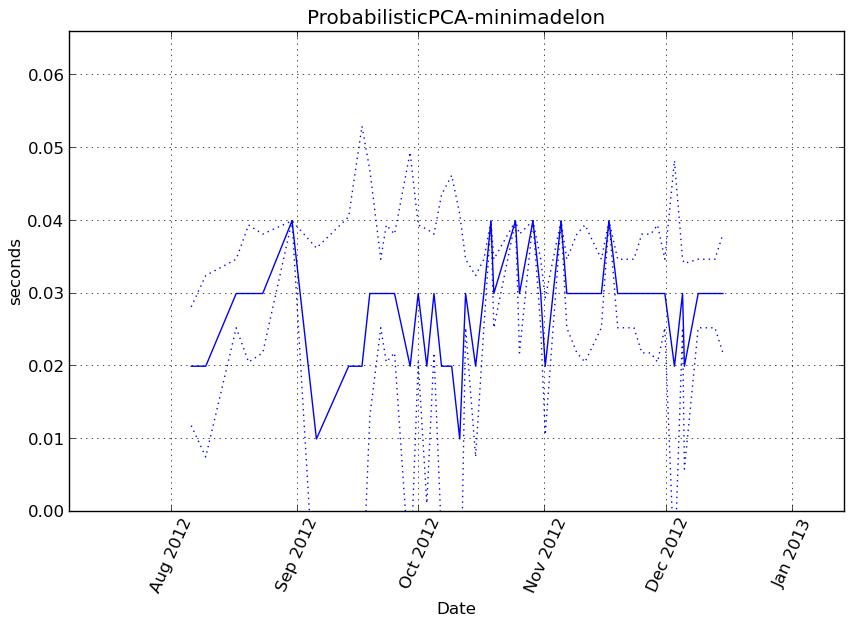 ProbabilisticPCA-minimadelon
0.06
0.05
0.04
0.03
0.02
0.01
0.00
seconds
Aug 2012
Sep 2012
Oct 2012
Nov 2012
Dec 2012
Jan 2013
Date